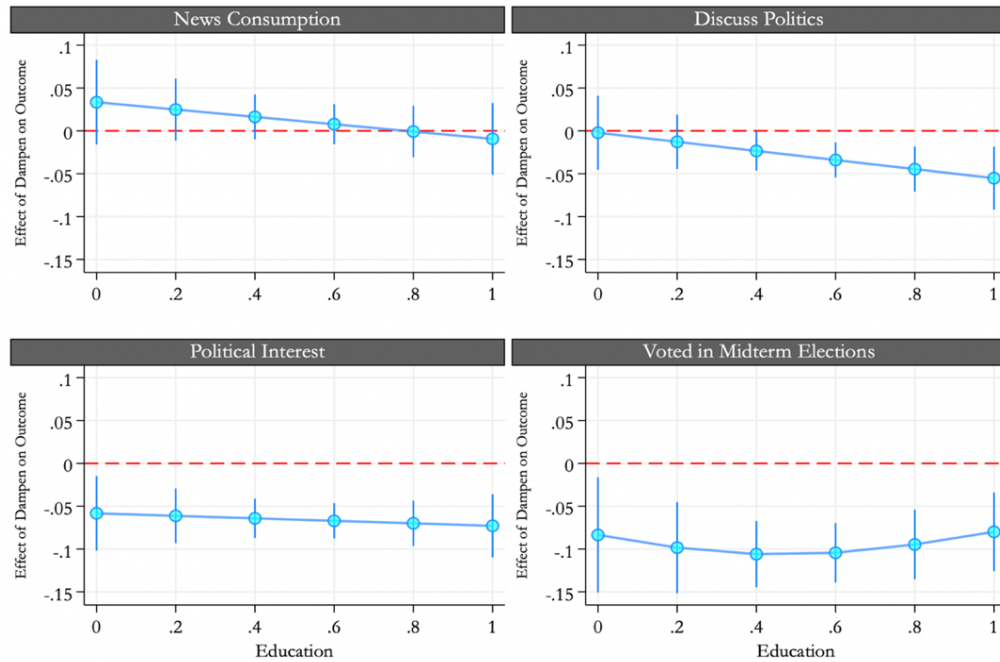 News Consumption
Discuss Politics
Effect of Dampen on Outcome
.1
.05
0
-.05
-.1
-.15
0 .2 .4 .6 .8 1
Effect of Dampen on Outcome
.1
.05
0
-.05
-.1
-.15
0 .2 .4 .6 .8 1
Political Interest
Voted in Midterm Elections
Effect of Dampen on Outcome
.1
.05
0
-.05
-.1
-.15
0 .2 .4 .6 .8 1
Education
Effect of Dampen on Outcome
.1
.05
0
-.05
-.1
-.15
0 .2 .4 .6 .8 1
Education